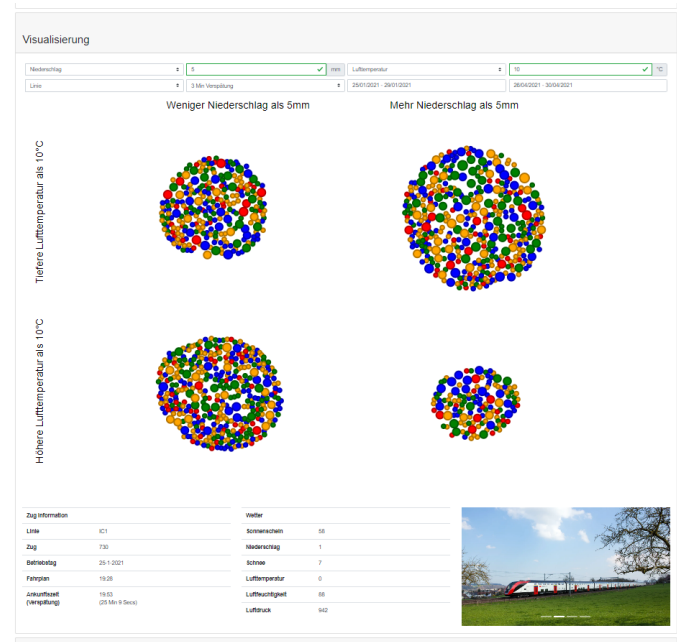 Visualisierung
Niederschlag 5 mm Lufttemperatur 10 °C
Linie 3 Min Verspätung 25/01/2021 - 29/01/2021 26/04/2021 - 30/04/2021
Weniger Niederschlag als 5mm Mehr Niederschlag als 5mm
Tiefere Lufttemperatur als 10°C
Höhere Lufttemperatur als 10°C
Zug Information
Linie IC1
Zug 730
Betriebstag 25-1-2021
Fahrplan 19:28
Ankunftszeit 19:53
(Verspätung) (25 Min 9 Secs)
Wetter
Sonnenschein 58
Niederschlag 1
Schnee 7
Lufttemperatur 0
Luftfeuchtigkeit 88
Luftdruck 942